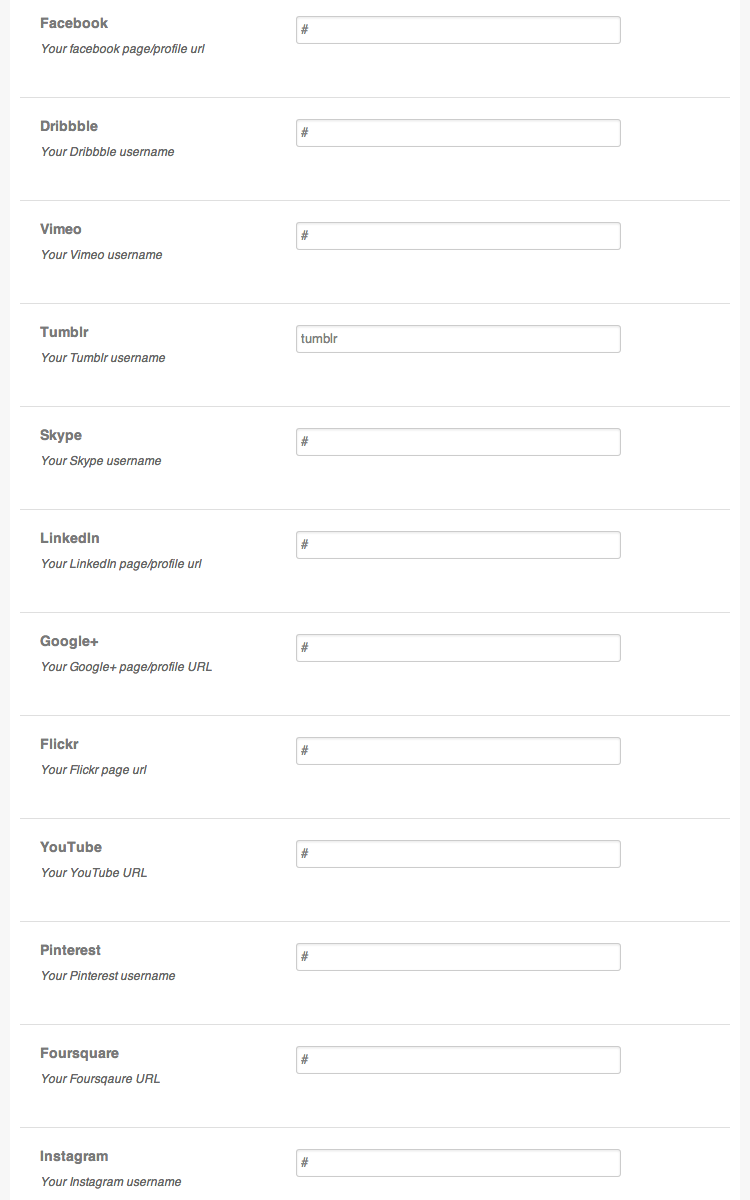 Facebook
#
Your facebook page/profile url
Dribbble
#
Your Dribbble username
Vimeo
#
Your Vimeo username
Tumblr
tumblr
Your Tumblr username
Skype
#
Your Skype username
LinkedIn
#
Your LinkedIn page/profile url
Google+
#
Your Google+ page/profile URL
Flickr
#
Your Flickr page url
YouTube
#
Your YouTube URL
Pinterest
#
Your Pinterest username
Foursquare
#
Your Foursqaure URL
Instagram
#
Your Instagram username